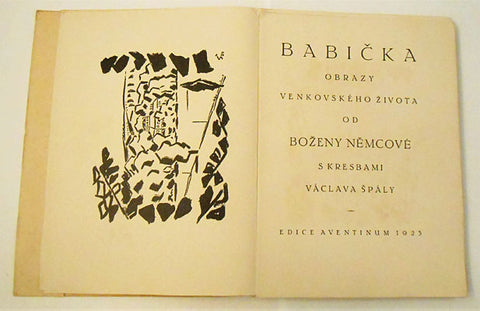 BABIČKA
OBRAZY
VENKOVSKÉHO ŽIVOTA
OD
BOŽENY NĚMCOVÉ
S KRESBAMI
VÁCLAVA ŠPÁLY
EDICE AVENTINUM 1923